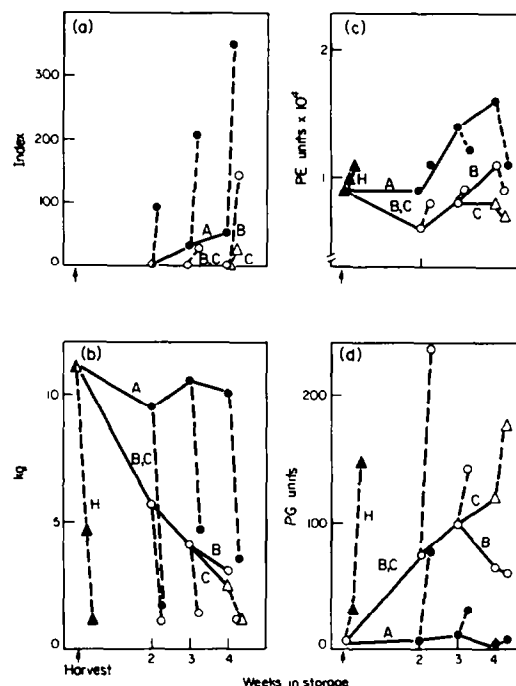 (a)
300
200
100
0
Index
A
B
B,C
C
(c)
2
1
PE units x 10⁴
H
A
B,C
B
C
(b)
10
5
0
kg
A
B,C
H
B
C
Harvest
2
3
4
(d)
200
100
0
PG units
H
B,C
C
B
A
2
3
4
Weeks in storage